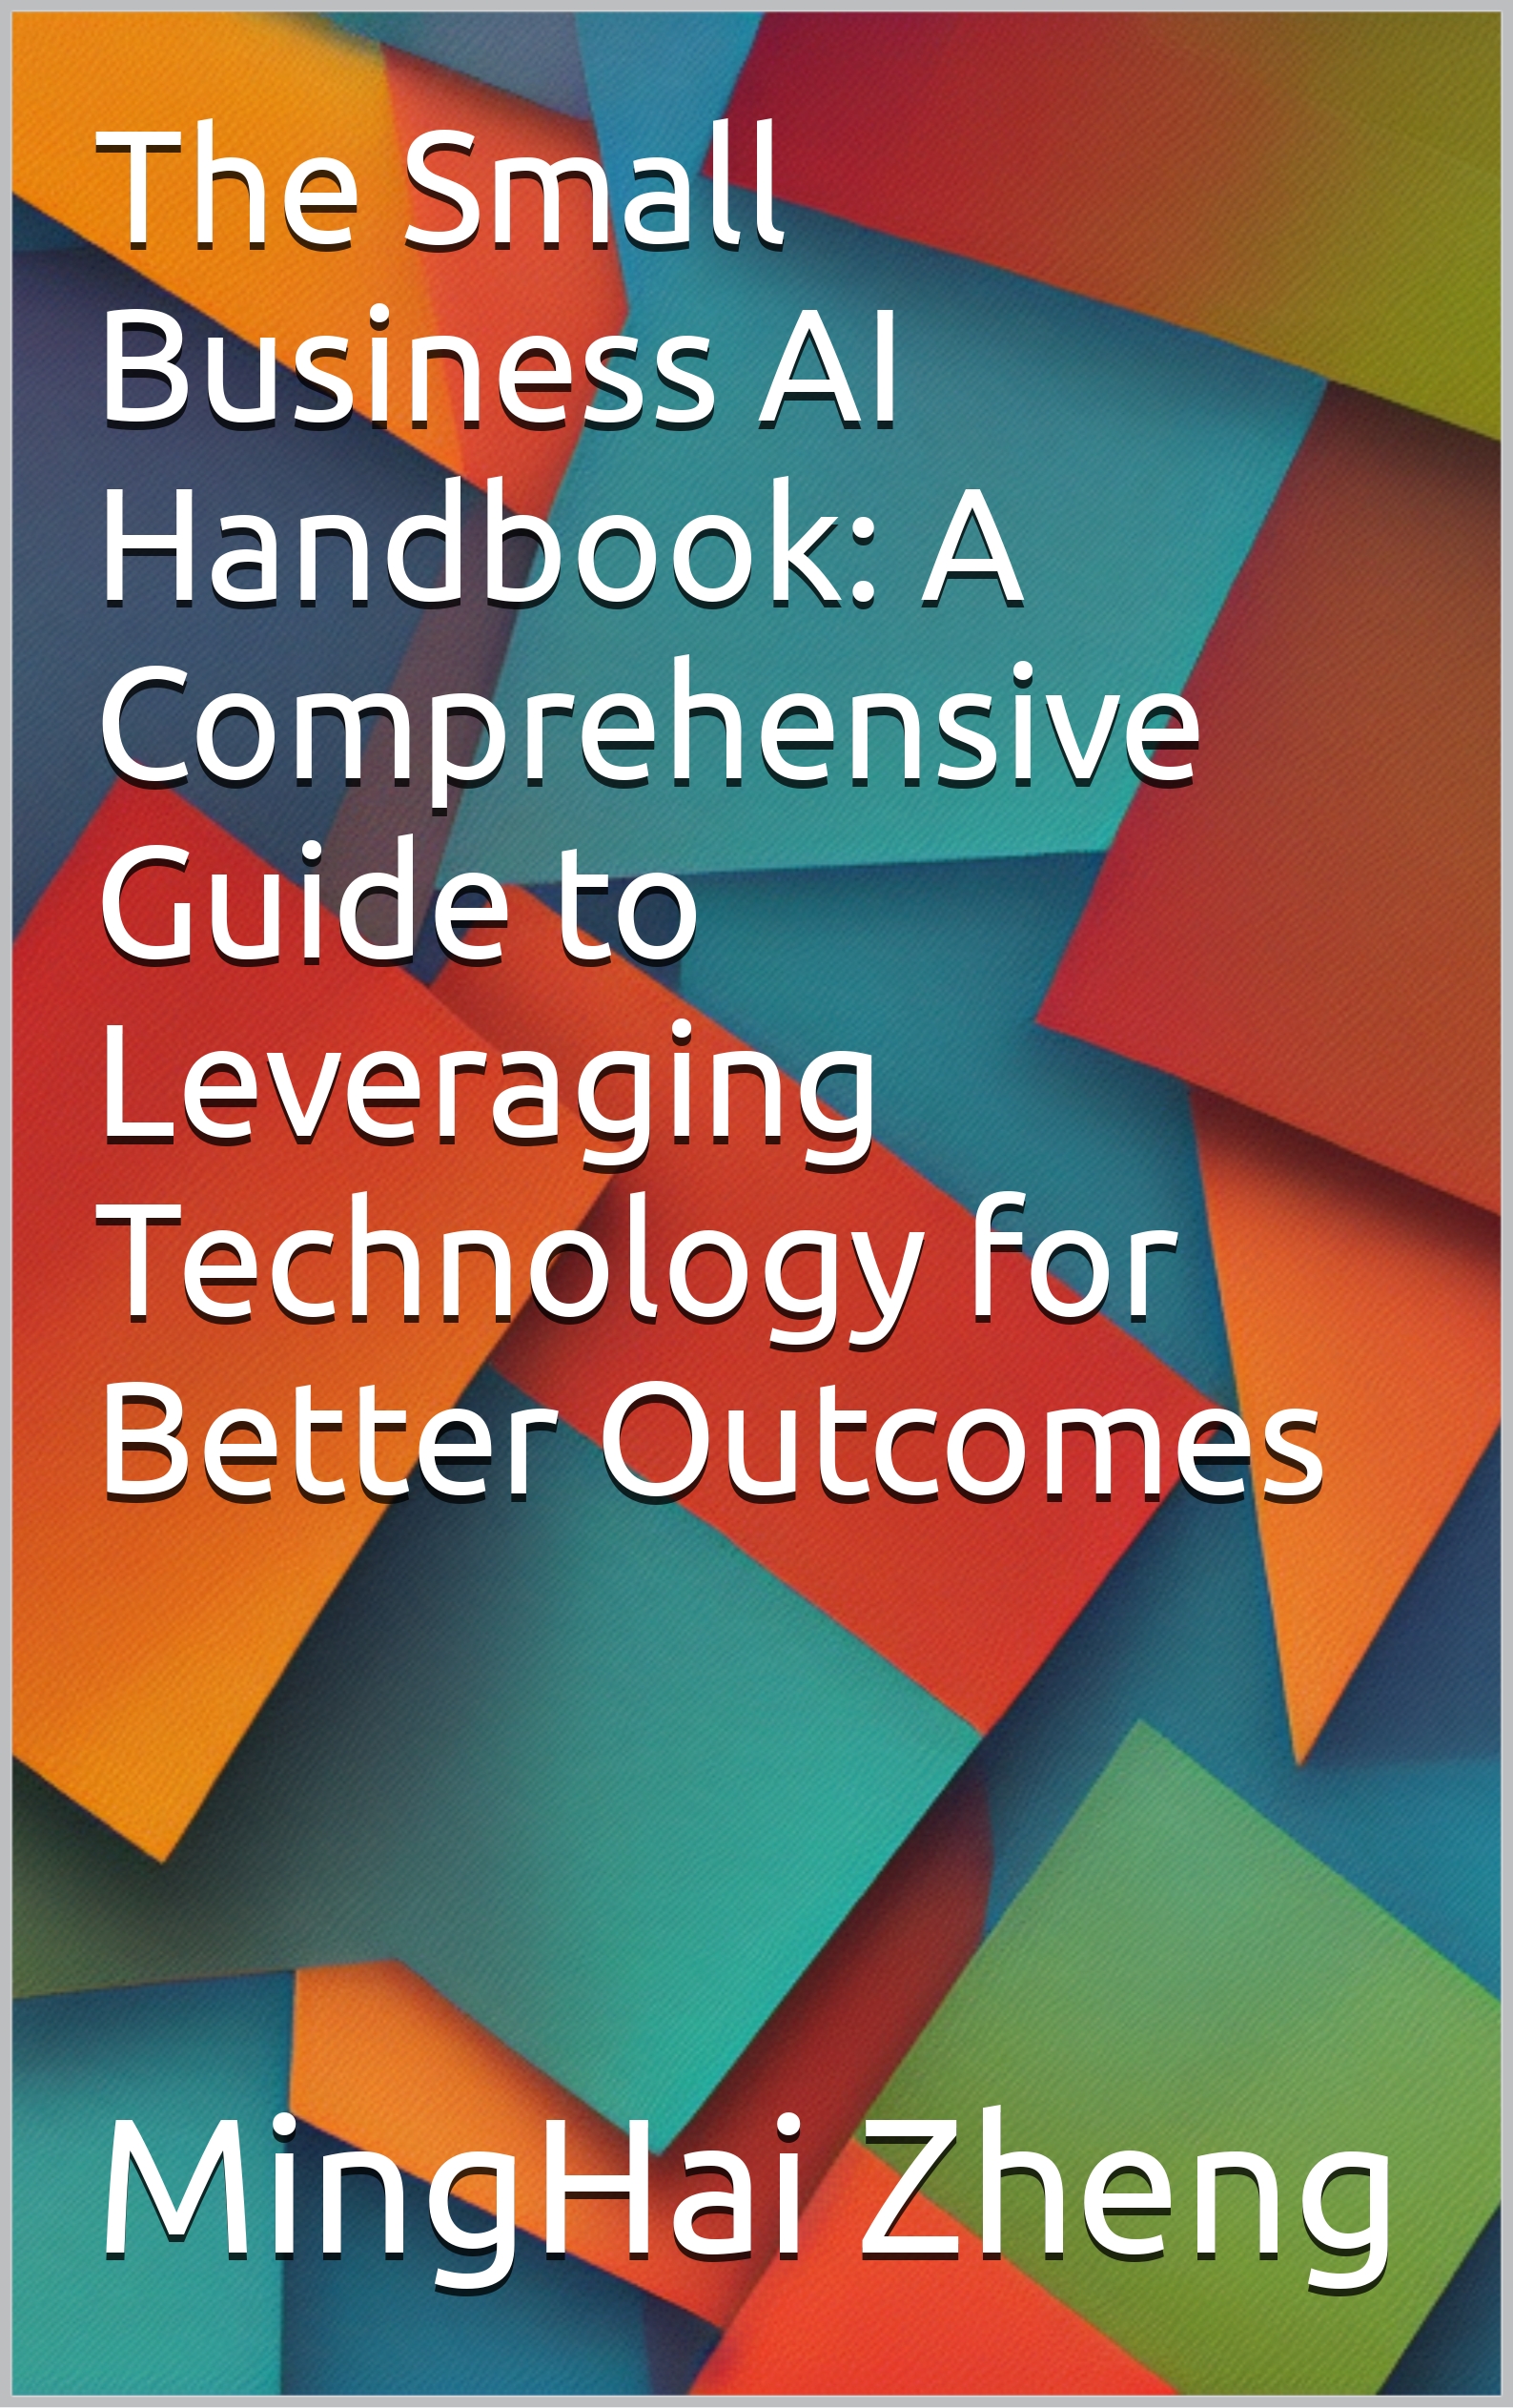 The Small
Business AI
Handbook: A
Comprehensive
Guide to
Leveraging
Technology for
Better Outcomes
MingHai Zheng